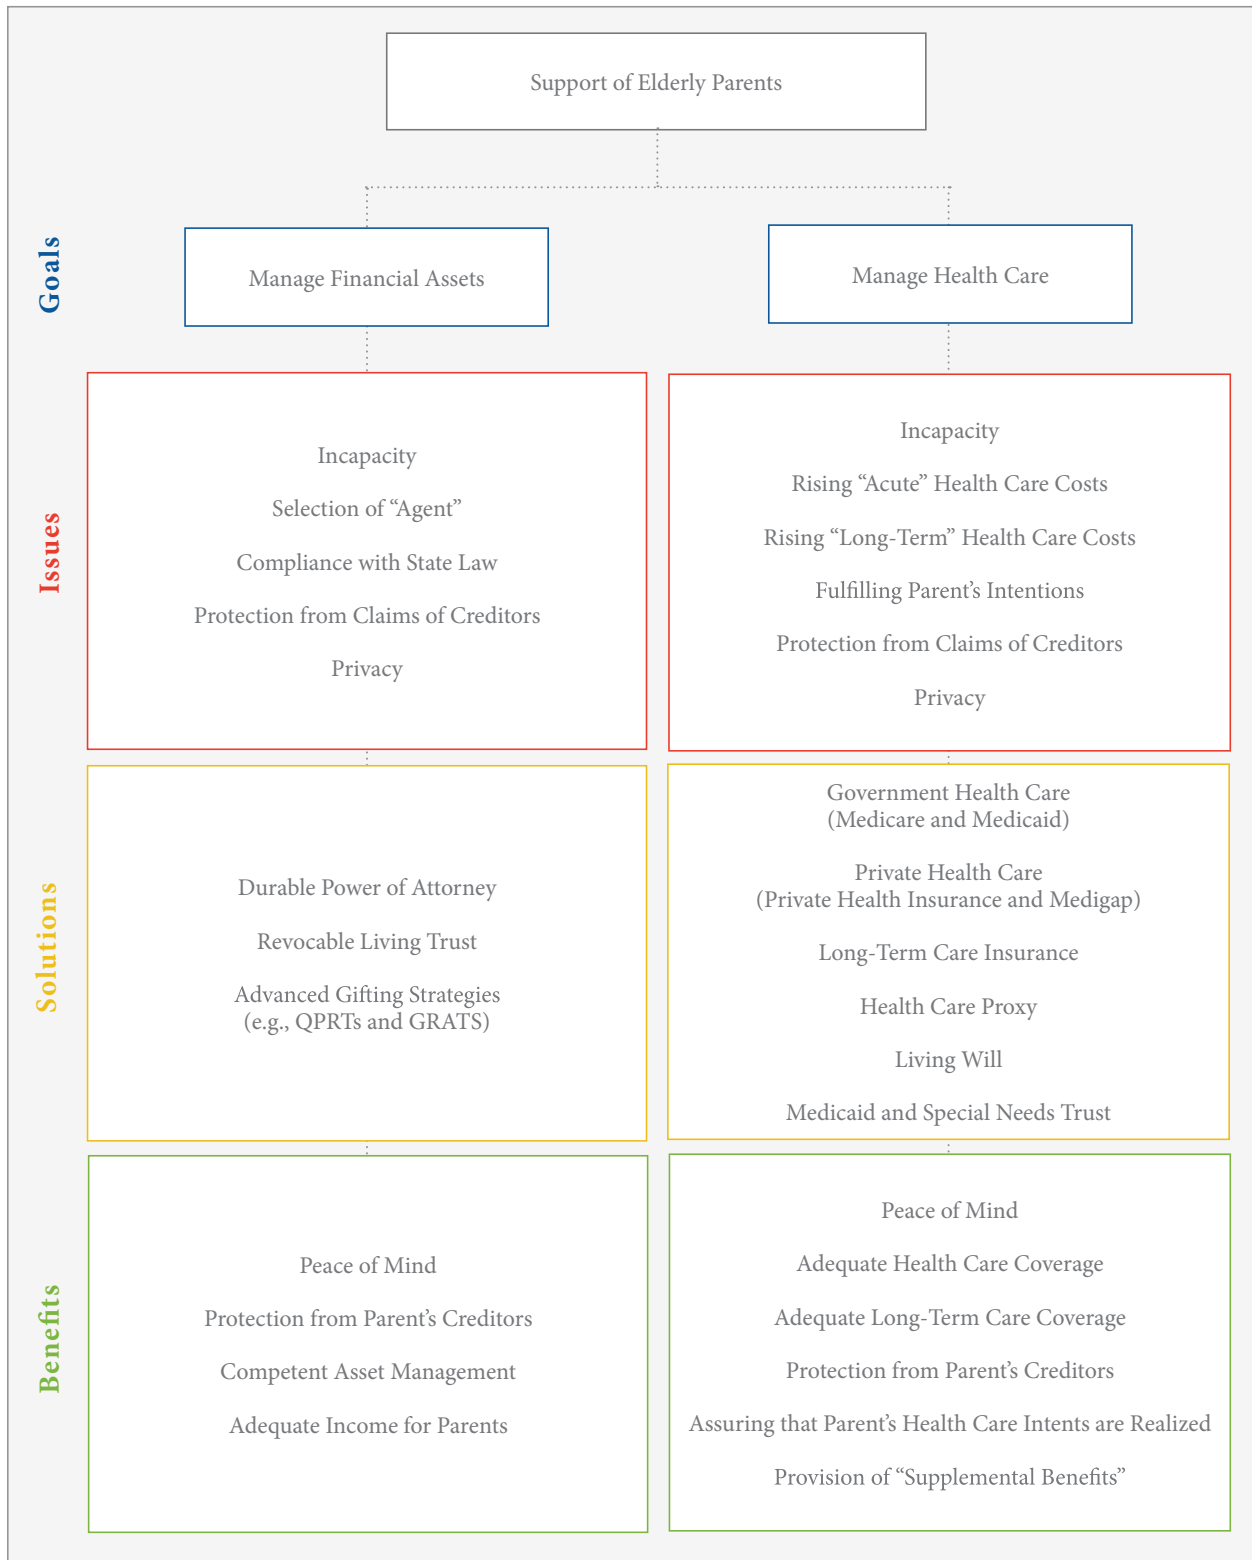 Support of Elderly Parents
Goals
Manage Financial Assets
Manage Health Care
Issues
Incapacity
Selection of “Agent”
Compliance with State Law
Protection from Claims of Creditors
Privacy
Incapacity
Rising “Acute” Health Care Costs
Rising “Long-Term” Health Care Costs
Fulfilling Parent’s Intentions
Protection from Claims of Creditors
Privacy
Solutions
Durable Power of Attorney
Revocable Living Trust
Advanced Gifting Strategies
(e.g., QPRTs and GRATS)
Government Health Care
(Medicare and Medicaid)
Private Health Care
(Private Health Insurance and Medigap)
Long-Term Care Insurance
Health Care Proxy
Living Will
Medicaid and Special Needs Trust
Benefits
Peace of Mind
Protection from Parent’s Creditors
Competent Asset Management
Adequate Income for Parents
Peace of Mind
Adequate Health Care Coverage
Adequate Long-Term Care Coverage
Protection from Parent’s Creditors
Assuring that Parent’s Health Care Intents are Realized
Provision of “Supplemental Benefits”